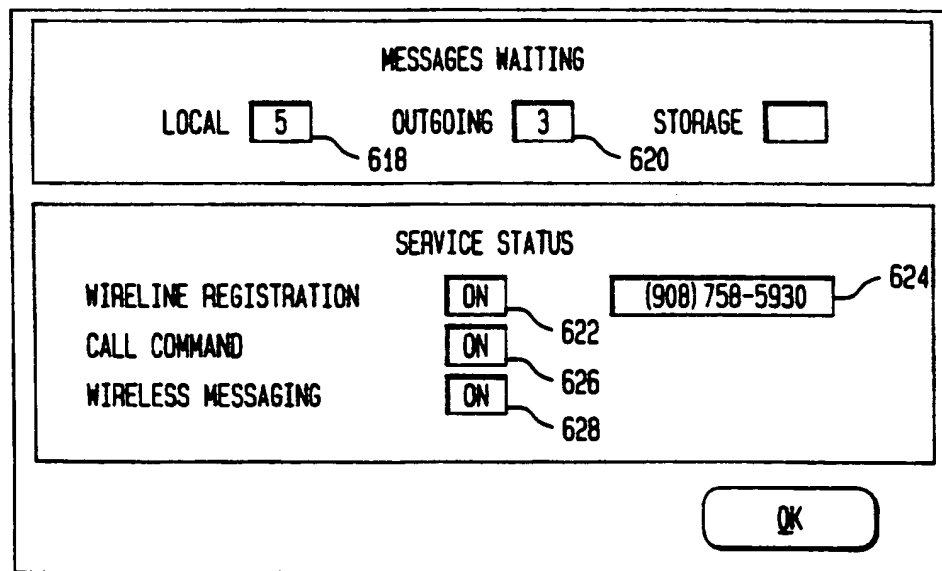 MESSAGES WAITING
LOCAL 5 OUTGOING 3 STORAGE
618 620
SERVICE STATUS
WIRELINE REGISTRATION ON (908) 758-5930 624
622
CALL COMMAND ON
626
WIRELESS MESSAGING ON
628
OK